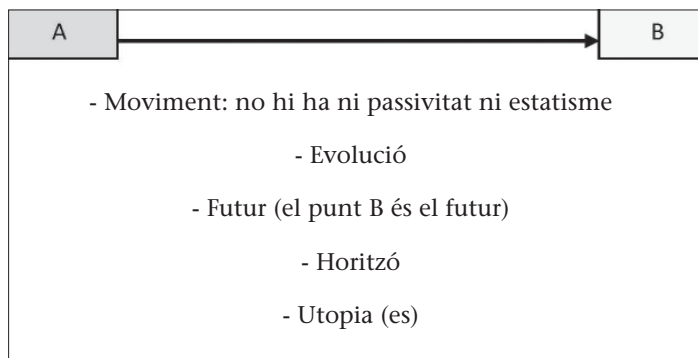 A
B
- Moviment: no hi ha ni passivitat ni estatisme
- Evolució
- Futur (el punt B és el futur)
- Horitzó
- Utopia (es)